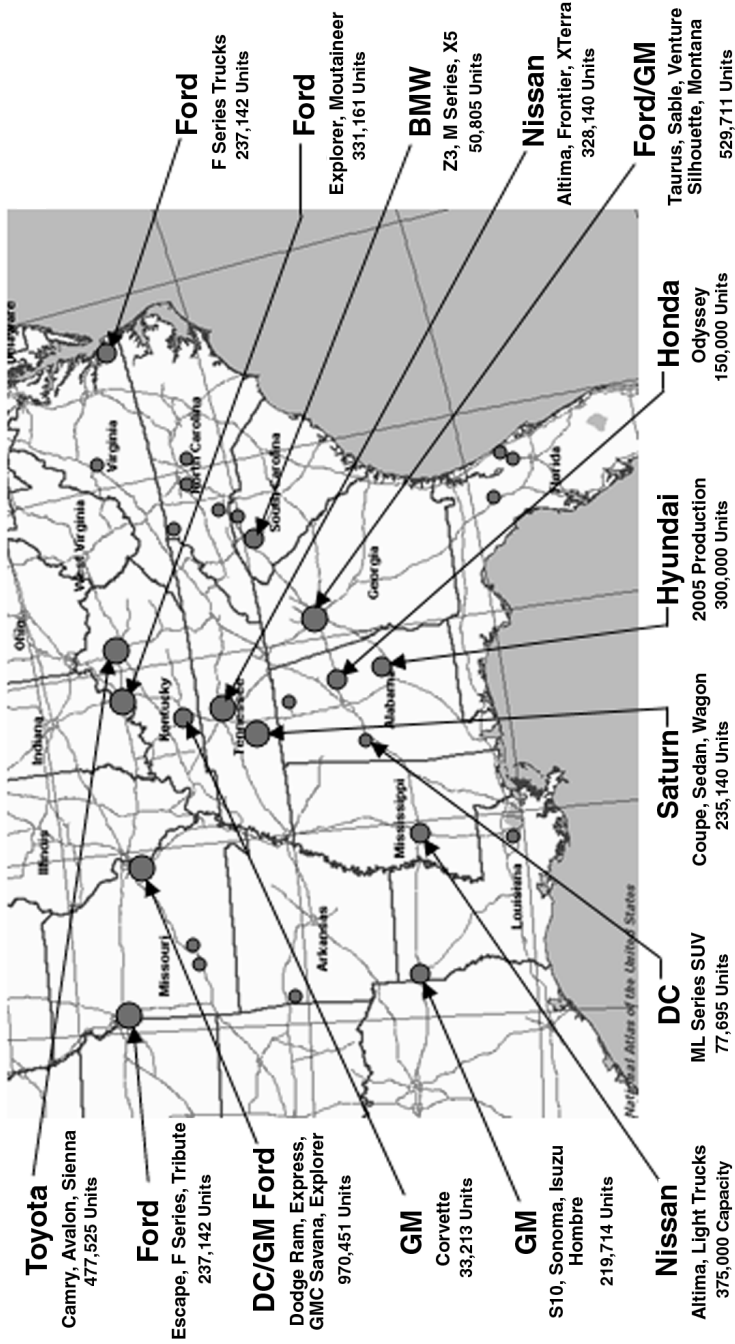 Toyota
Camry, Avalon, Sienna
477,525 Units
Ford
Escape, F Series, Tribute
237,142 Units
DC/GM Ford
Dodge Ram, Express,
GMC Savana, Explorer
970,451 Units
GM
Corvette
33,213 Units
GM
S10, Sonoma, Isuzu
Hombre
219,714 Units
Nissan
Altima, Light Trucks
375,000 Capacity
DC
ML Series SUV
77,695 Units
Saturn
Coupe, Sedan, Wagon
235,140 Units
Hyundai
2005 Production
300,000 Units
Honda
Odyssey
150,000 Units
Ford
F Series Trucks
237,142 Units
Ford
Explorer, Moutaineer
331,161 Units
BMW
Z3, M Series, X5
50,805 Units
Nissan
Altima, Frontier, XTerra
328,140 Units
Ford/GM
Taurus, Sable, Venture
Silhouette, Montana
529,711 Units
Illinois
Indiana
Ohio
West Virginia
Virginia
Missouri
Kentucky
North Carolina
Tennessee
South Carolina
Arkansas
Mississippi
Alabama
Georgia
Louisiana
Florida
National Atlas of the United States